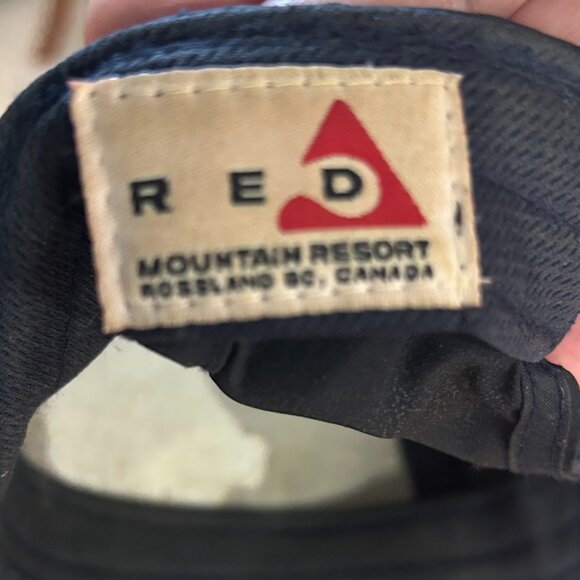 RED
MOUNTAIN RESORT
ROSSLAND BC, CANADA